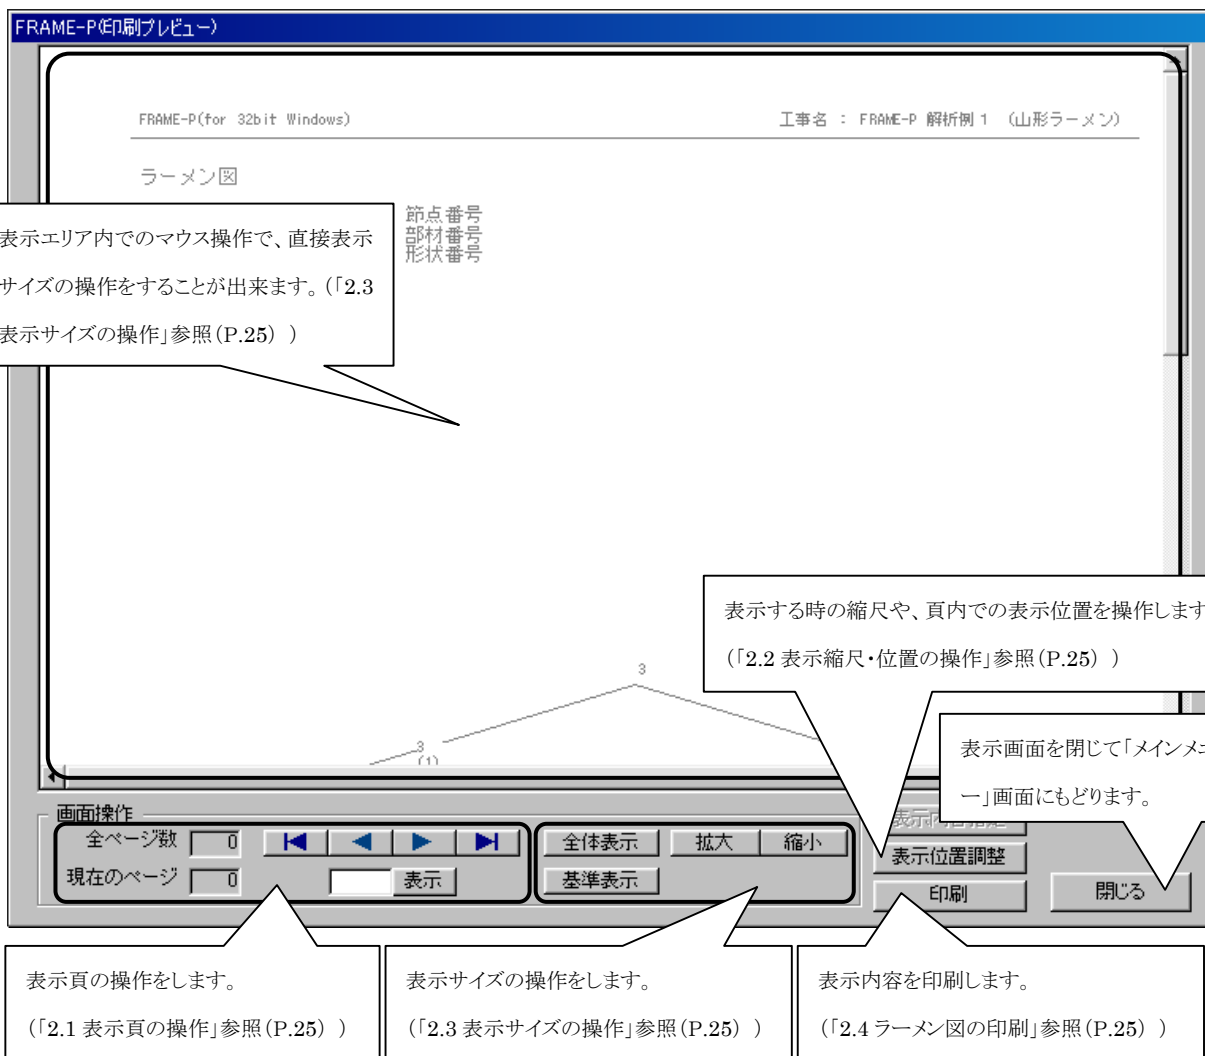 FRAME-P(印刷プレビュー)
FRAME-P(for 32bit Windows)
工事名 : FRAME-P 解析例 1 (山形ラーメン)
ラーメン図
節点番号
部材番号
形状番号
表示エリア内でのマウス操作で、直接表示
サイズの操作をすることが出来ます。(「2.3
表示サイズの操作」参照(P.25) )
表示する時の縮尺や、頁内での表示位置を操作します
(「2.2 表示縮尺・位置の操作」参照(P.25) )
3
3
(1)
表示画面を閉じて「メインメニ
ー」画面にもどります。
画面操作
全ページ数 0
現在のページ 0
表示
全体表示
拡大
縮小
基準表示
表示位置調整
印刷
閉じる
表示頁の操作をします。
(「2.1 表示頁の操作」参照(P.25) )
表示サイズの操作をします。
(「2.3 表示サイズの操作」参照(P.25) )
表示内容を印刷します。
(「2.4 ラーメン図の印刷」参照(P.25) )